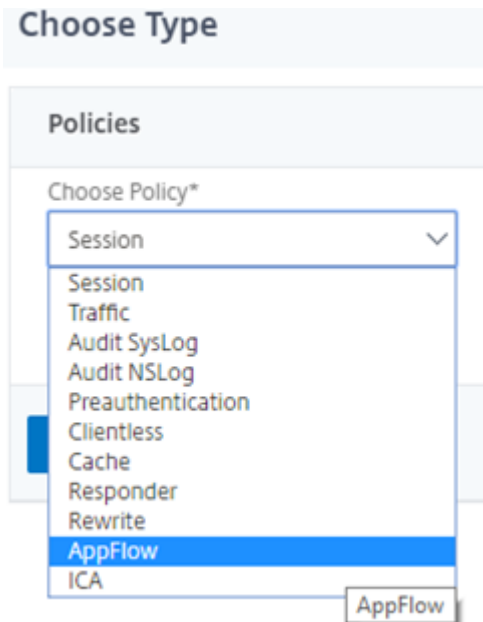 Choose Type
Policies
Choose Policy*
Session
Session
Traffic
Audit SysLog
Audit NSLog
Preauthentication
Clientless
Cache
Responder
Rewrite
AppFlow
ICA
AppFlow